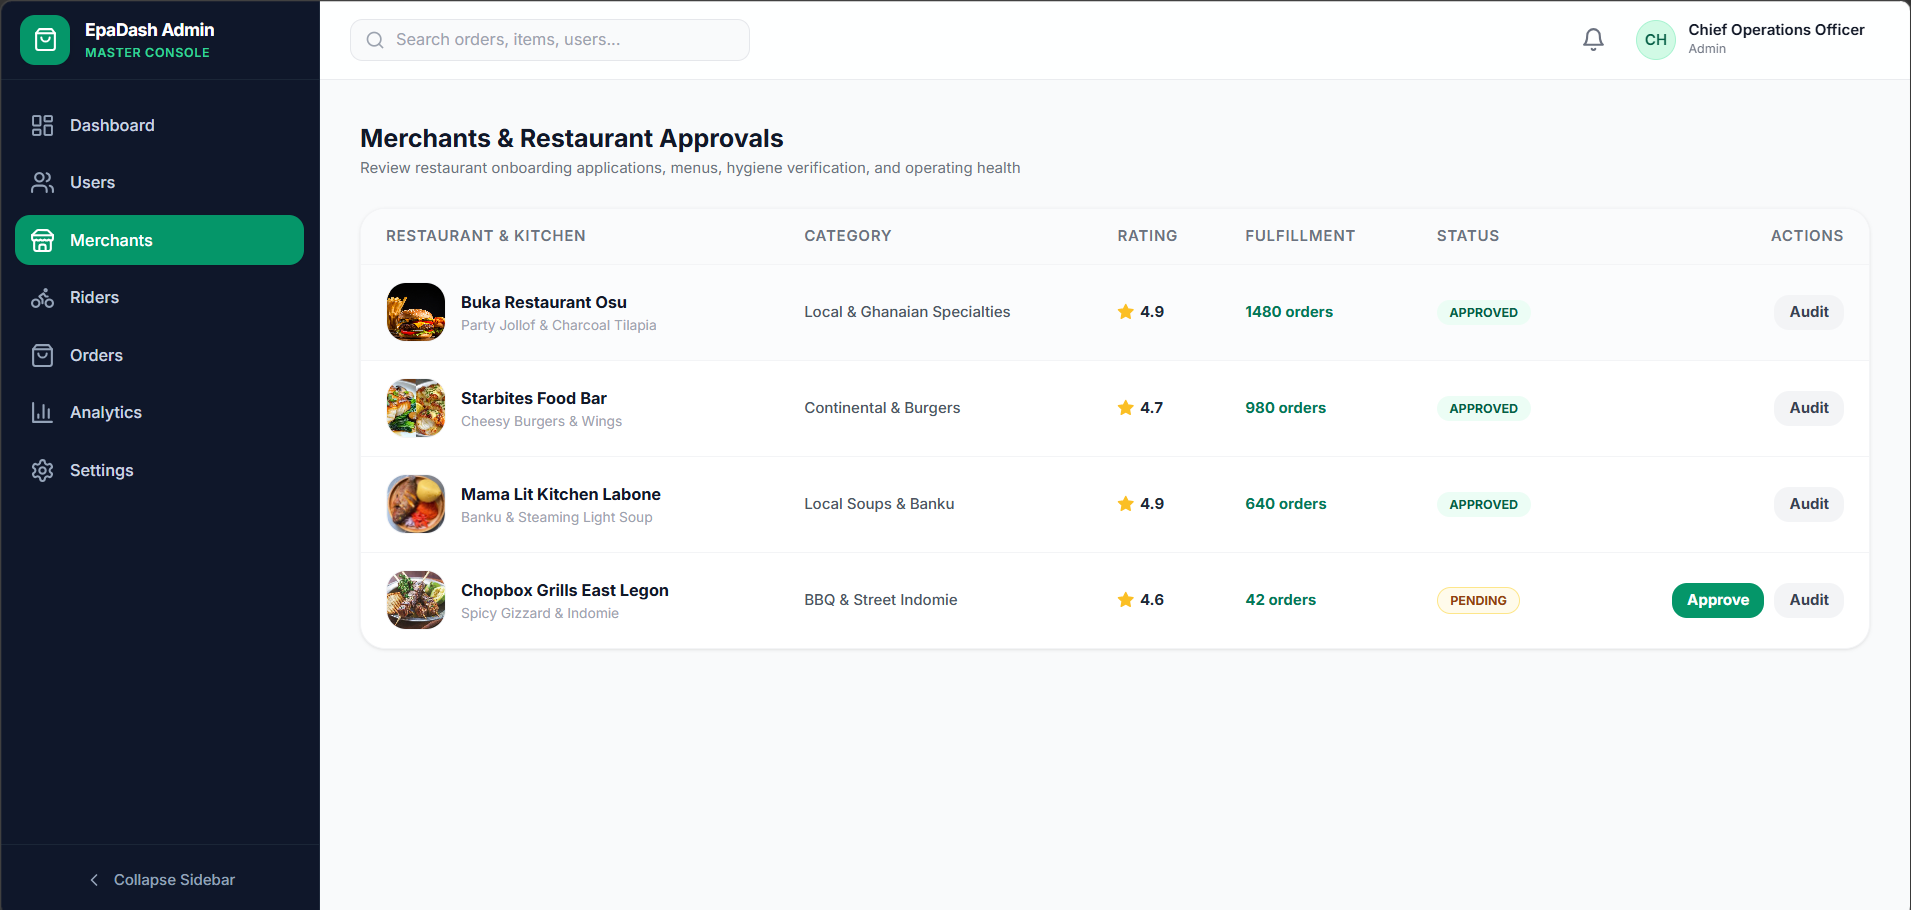 EpaDash Admin
MASTER CONSOLE
Dashboard
Users
Merchants
Riders
Orders
Analytics
Settings
Collapse Sidebar
Search orders, items, users...
CH
Chief Operations Officer
Admin
Merchants & Restaurant Approvals
Review restaurant onboarding applications, menus, hygiene verification, and operating health
RESTAURANT & KITCHEN CATEGORY RATING FULFILLMENT STATUS ACTIONS
Buka Restaurant Osu
Party Jollof & Charcoal Tilapia
Local & Ghanaian Specialties 4.9 1480 orders APPROVED Audit
Starbites Food Bar
Cheesy Burgers & Wings
Continental & Burgers 4.7 980 orders APPROVED Audit
Mama Lit Kitchen Labone
Banku & Steaming Light Soup
Local Soups & Banku 4.9 640 orders APPROVED Audit
Chopbox Grills East Legon
Spicy Gizzard & Indomie
BBQ & Street Indomie 4.6 42 orders PENDING Approve Audit